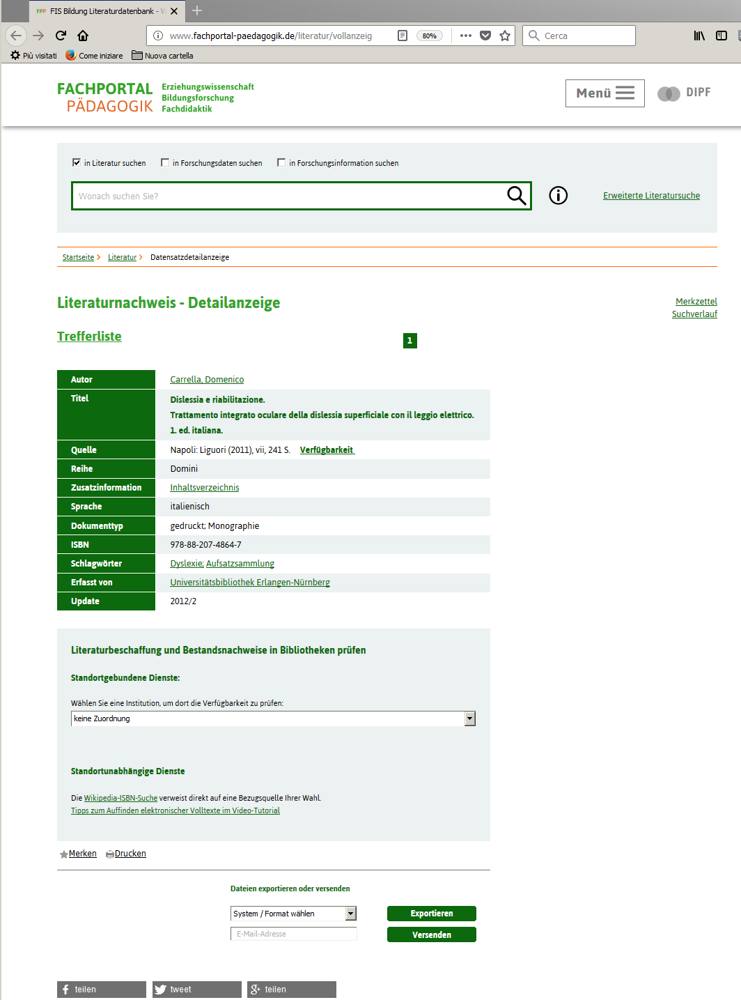 FPP FIS Bildung Literaturdatenbank - V
www.fachportal-paedagogik.de/literatur/vollanzeig 80% Cerca
Più visitati Come iniziare Nuova cartella
FACHPORTAL
PÄDAGOGIK
Erziehungswissenschaft
Bildungsforschung
Fachdidaktik
Menü DIPF
in Literatur suchen in Forschungsdaten suchen in Forschungsinformation suchen
Wonach suchen Sie? Erweiterte Literatursuche
Startseite > Literatur > Datensatzdetailanzeige
Literaturnachweis - Detailanzeige
Merkzettel
Suchverlauf
Trefferliste 1
Autor Carrella, Domenico
Titel Dislessia e riabilitazione.
Trattamento integrato oculare della dislessia superficiale con il leggio elettrico.
1. ed. italiana.
Quelle Napoli: Liguori (2011), vii, 241 S. Verfügbarkeit
Reihe Domini
Zusatzinformation Inhaltsverzeichnis
Sprache italienisch
Dokumenttyp gedruckt; Monographie
ISBN 978-88-207-4864-7
Schlagwörter Dyslexie; Aufsatzsammlung
Erfasst von Universitätsbibliothek Erlangen-Nürnberg
Update 2012/2
Literaturbeschaffung und Bestandsnachweise in Bibliotheken prüfen
Standortgebundene Dienste:
Wählen Sie eine Institution, um dort die Verfügbarkeit zu prüfen:
keine Zuordnung
Standortunabhängige Dienste
Die Wikipedia-ISBN-Suche verweist direkt auf eine Bezugsquelle Ihrer Wahl.
Tipps zum Auffinden elektronischer Volltexte im Video-Tutorial
Merken Drucken
Dateien exportieren oder versenden
System / Format wählen Exportieren
E-Mail-Adresse Versenden
teilen tweet g+ teilen